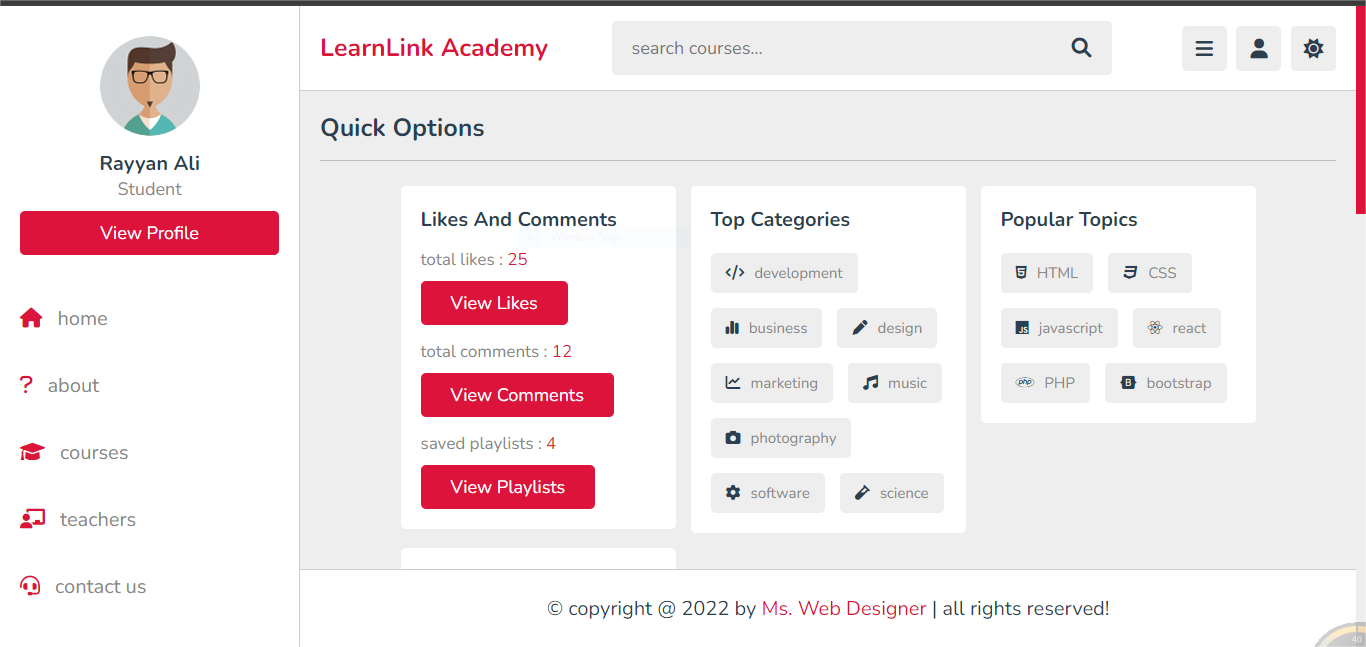 LearnLink Academy
search courses...
Rayyan Ali
Student
View Profile
home
about
courses
teachers
contact us
Quick Options
Likes And Comments
total likes : 25
View Likes
total comments : 12
View Comments
saved playlists : 4
View Playlists
Top Categories
development
business design
marketing music
photography
software science
Popular Topics
HTML CSS
javascript react
PHP bootstrap
© copyright @ 2022 by Ms. Web Designer | all rights reserved!
40